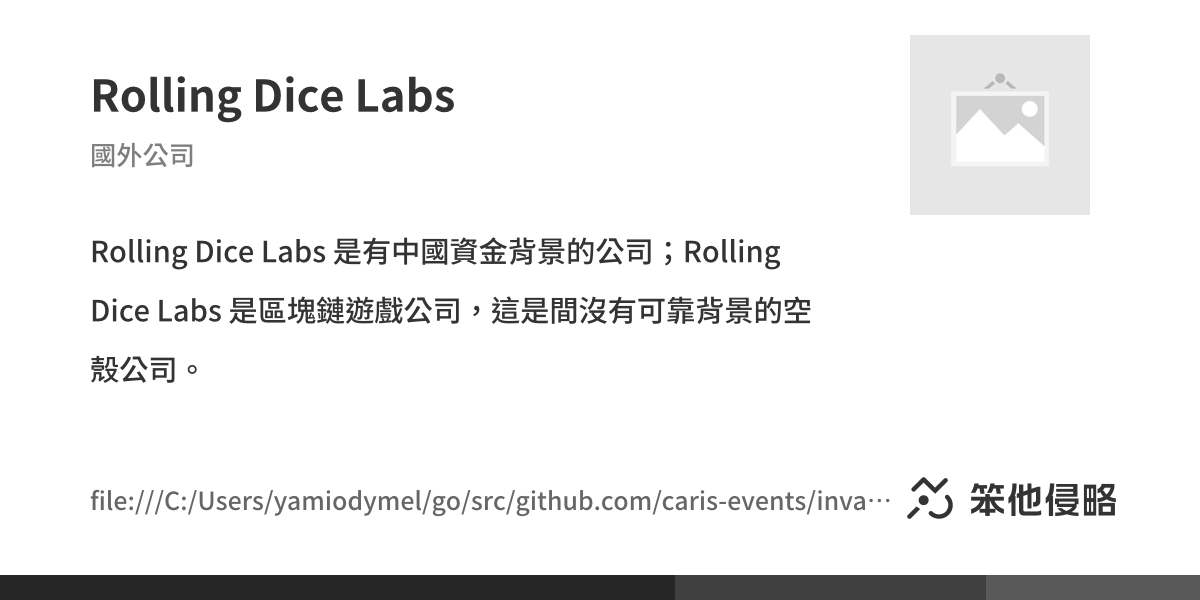 Rolling Dice Labs
國外公司
Rolling Dice Labs 是有中國資金背景的公司；Rolling
Dice Labs 是區塊鏈遊戲公司，這是間沒有可靠背景的空
殼公司。
file:///C:/Users/yamiodymel/go/src/github.com/caris-events/inva…
笨他侵略